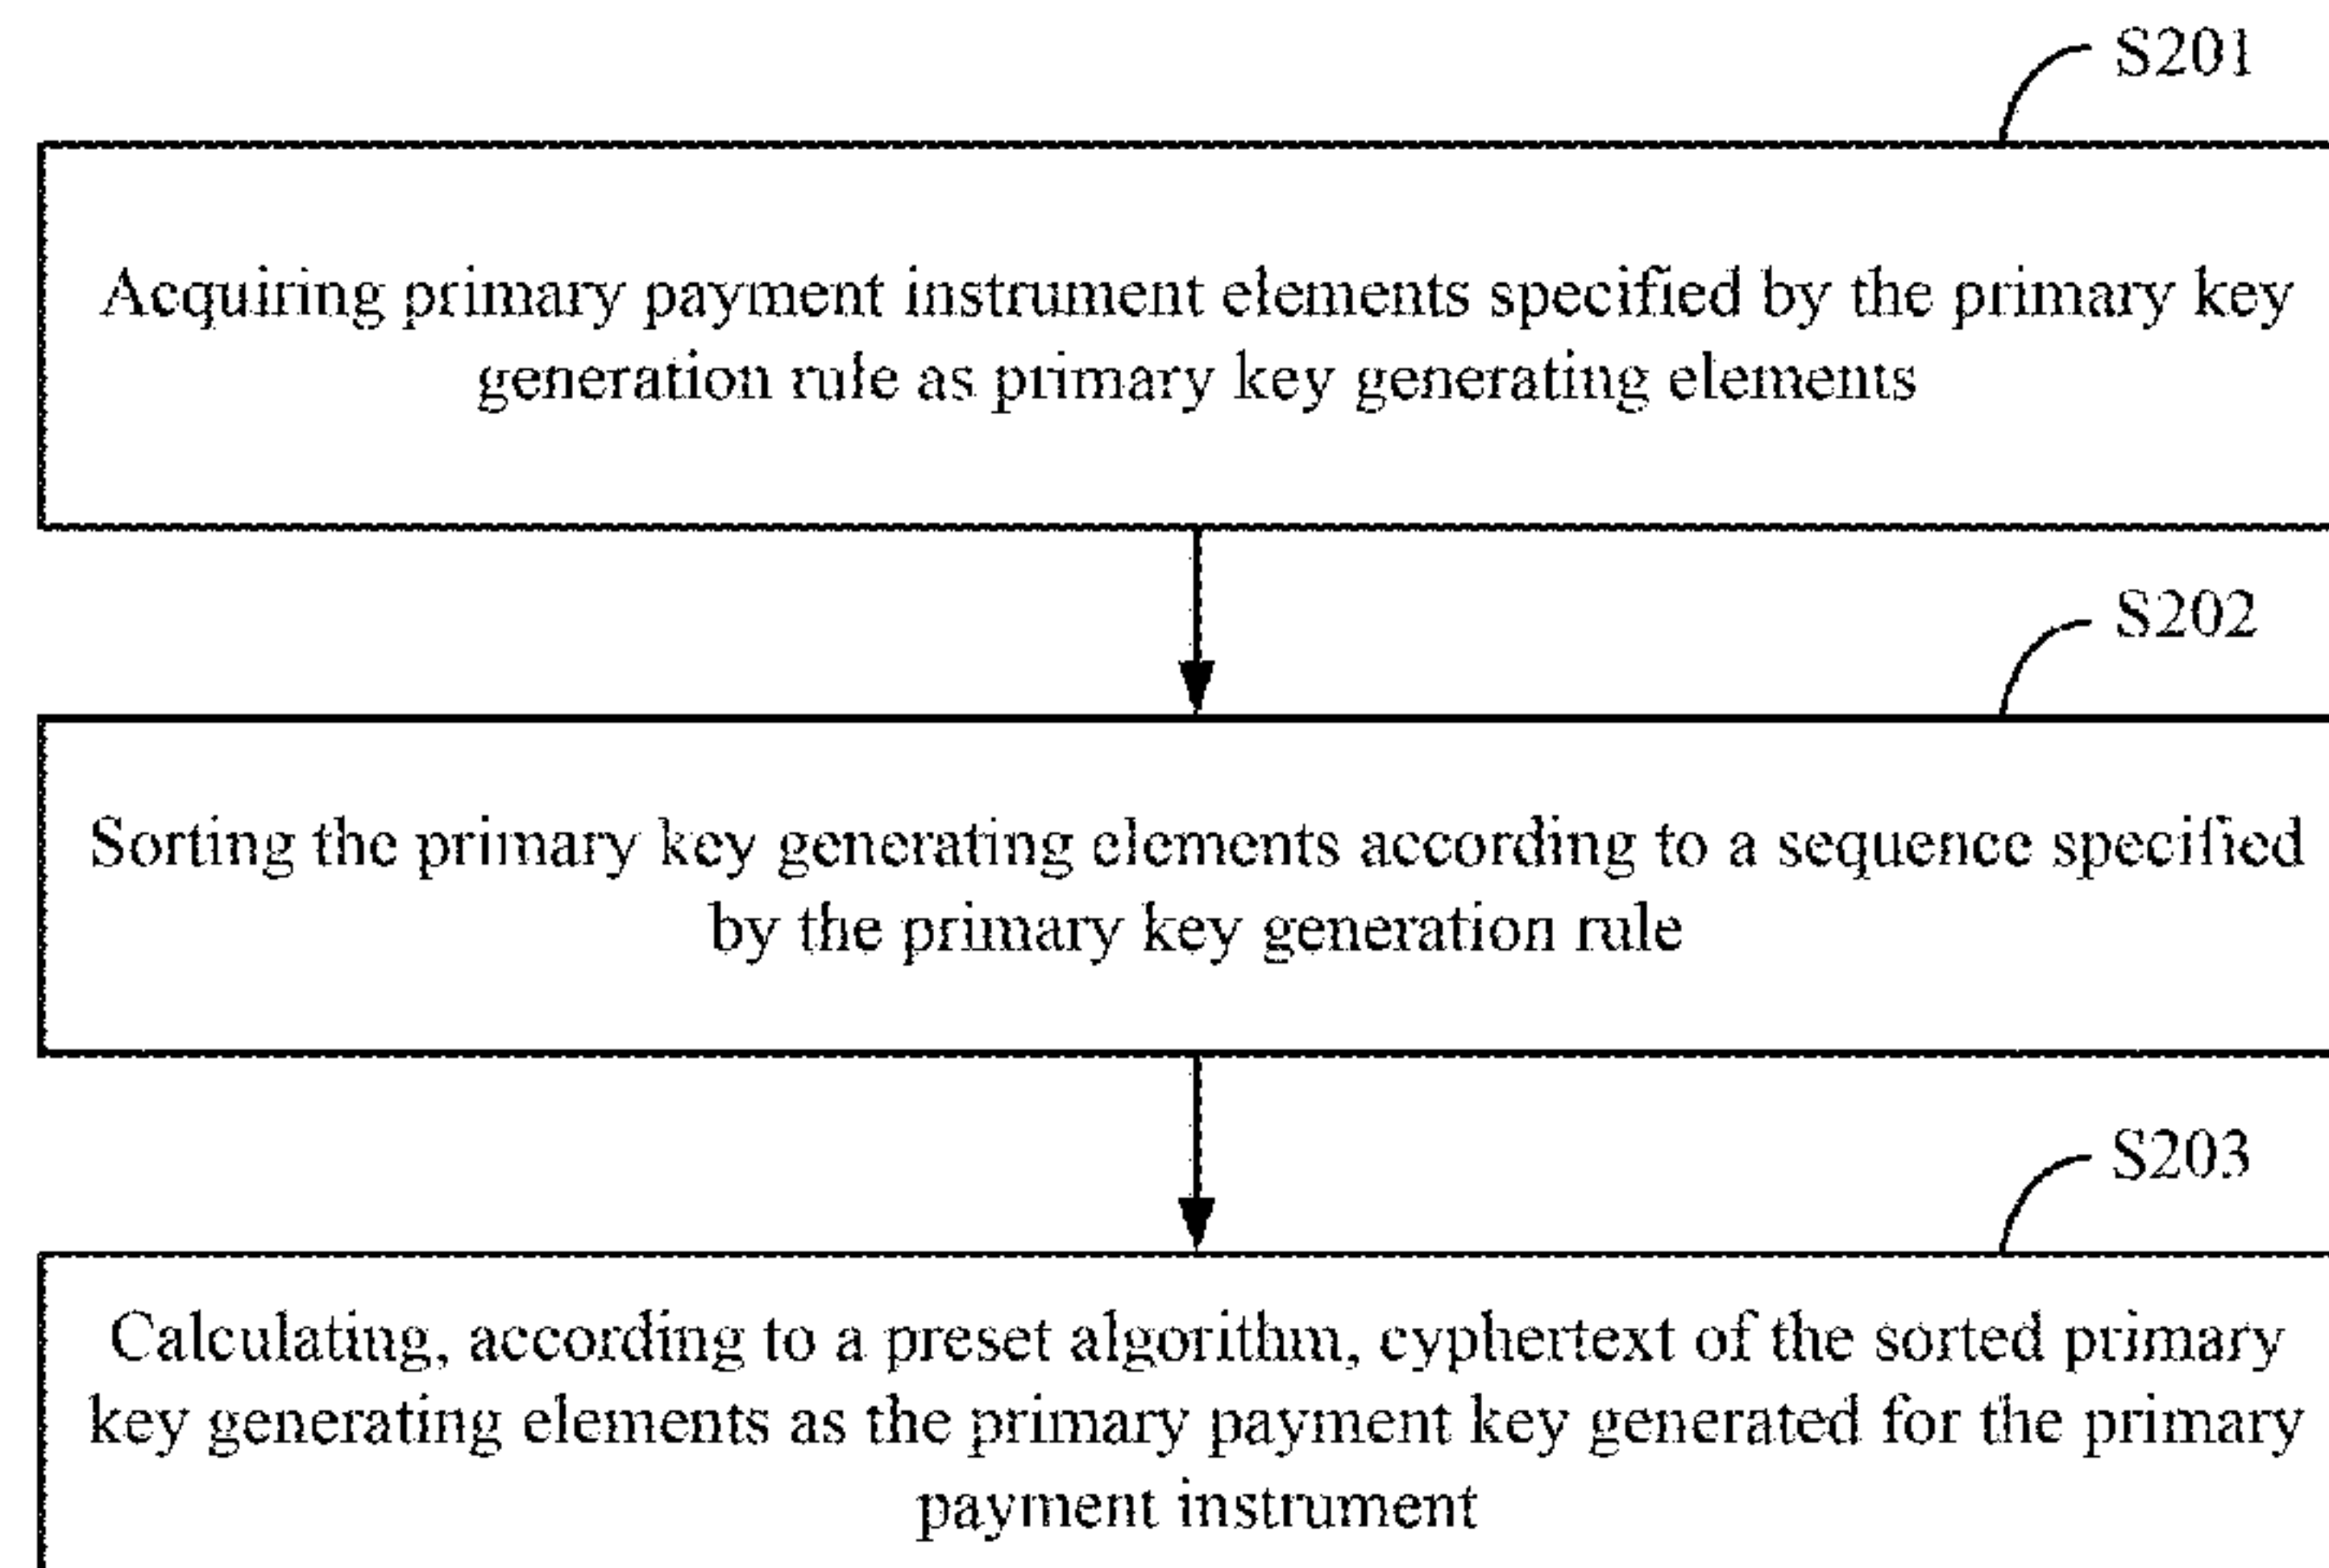 S201
Acquiring primary payment instrument elements specified by the primary key
generation rule as primary key generating elements
S202
Sorting the primary key generating elements according to a sequence specified
by the primary key generation rule
S203
Calculating, according to a preset algorithm, cyphertext of the sorted primary
key generating elements as the primary payment key generated for the primary
payment instrument